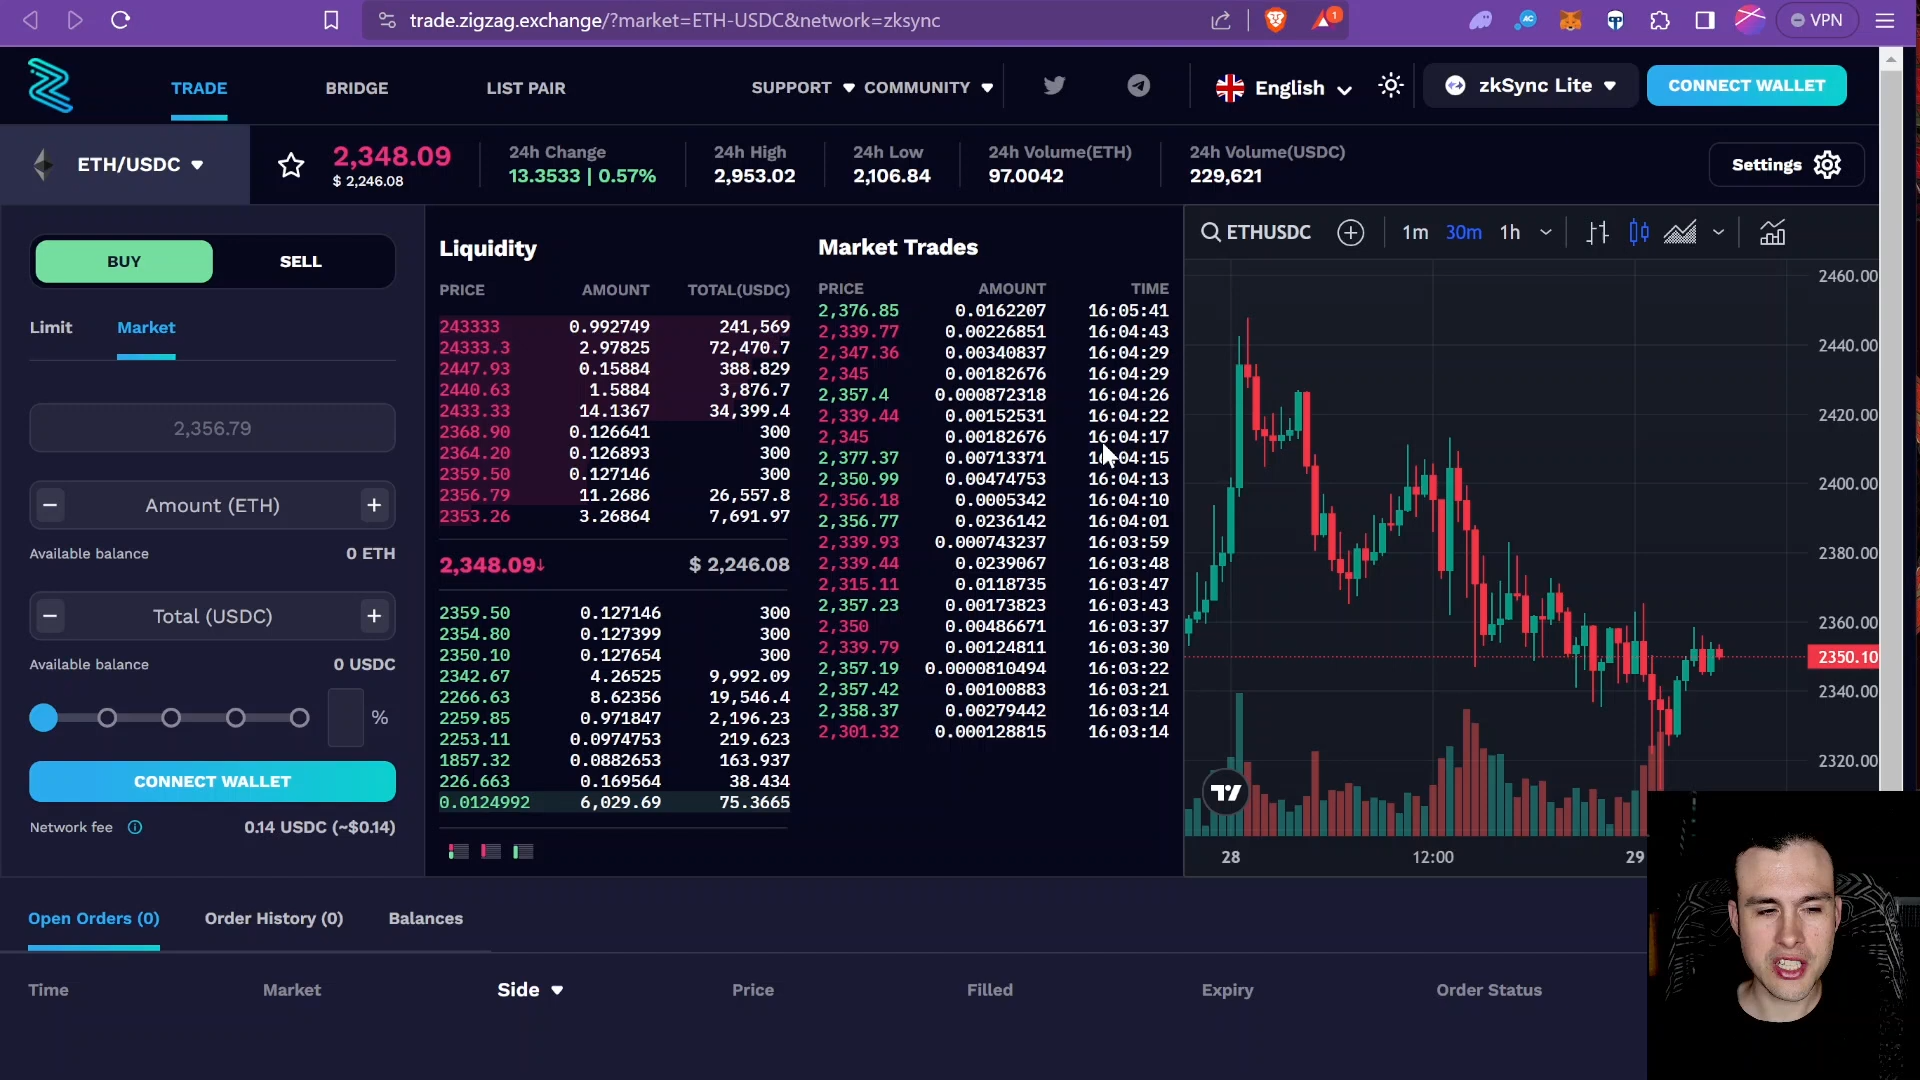 trade.zigzag.exchange/?market=ETH-USDC&network=zksync
1
AC
VPN
TRADE
BRIDGE
LIST PAIR
SUPPORT
COMMUNITY
English
zkSync Lite
CONNECT WALLET
ETH/USDC
2,348.09
$ 2,246.08
24h Change
13.3533 | 0.57%
24h High
2,953.02
24h Low
2,106.84
24h Volume(ETH)
97.0042
24h Volume(USDC)
229,621
Settings
BUY
SELL
Limit
Market
2,356.79
Amount (ETH)
Available balance
0 ETH
Total (USDC)
Available balance
0 USDC
%
CONNECT WALLET
Network fee
0.14 USDC (~$0.14)
Liquidity
PRICE AMOUNT TOTAL(USDC)
243333 0.992749 241,569
24333.3 2.97825 72,470.7
2447.93 0.15884 388.829
2440.63 1.5884 3,876.7
2433.33 14.1367 34,399.4
2368.90 0.126641 300
2364.20 0.126893 300
2359.50 0.127146 300
2356.79 11.2686 26,557.8
2353.26 3.26864 7,691.97
2,348.09↓ $ 2,246.08
2359.50 0.127146 300
2354.80 0.127399 300
2350.10 0.127654 300
2342.67 4.26525 9,992.09
2266.63 8.62356 19,546.4
2259.85 0.971847 2,196.23
2253.11 0.0974753 219.623
1857.32 0.0882653 163.937
226.663 0.169564 38.434
0.0124992 6,029.69 75.3665
Market Trades
PRICE AMOUNT TIME
2,376.85 0.0162207 16:05:41
2,339.77 0.00226851 16:04:43
2,347.36 0.00340837 16:04:29
2,345 0.00182676 16:04:29
2,357.4 0.000872318 16:04:26
2,339.44 0.00152531 16:04:22
2,345 0.00182676 16:04:17
2,377.37 0.00713371 16:04:15
2,350.99 0.00474753 16:04:13
2,356.18 0.0005342 16:04:10
2,356.77 0.0236142 16:04:01
2,339.93 0.000743237 16:03:59
2,339.44 0.0239067 16:03:48
2,315.11 0.0118735 16:03:47
2,357.23 0.00173823 16:03:43
2,350 0.00486671 16:03:37
2,339.79 0.00124811 16:03:30
2,357.19 0.0000810494 16:03:22
2,357.42 0.00100883 16:03:21
2,358.37 0.00279442 16:03:14
2,301.32 0.000128815 16:03:14
ETHUSDC
1m 30m 1h
2460.00
2440.00
2420.00
2400.00
2380.00
2360.00
2350.10
2340.00
2320.00
28 12:00 29
Open Orders (0)
Order History (0)
Balances
Time Market Side Price Filled Expiry Order Status